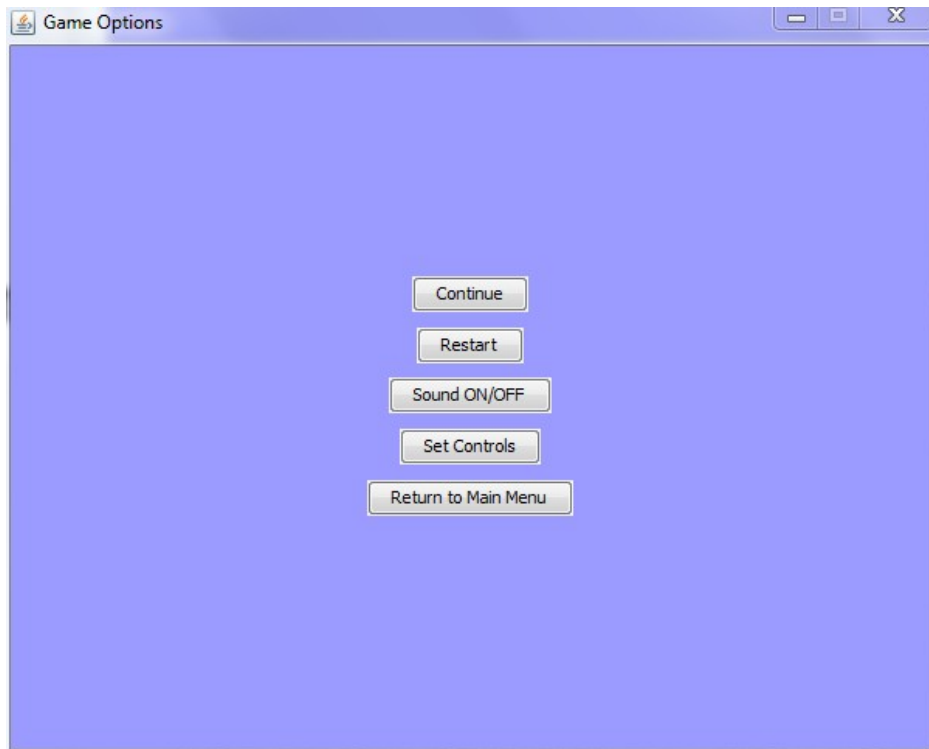 Game Options
Continue
Restart
Sound ON/OFF
Set Controls
Return to Main Menu